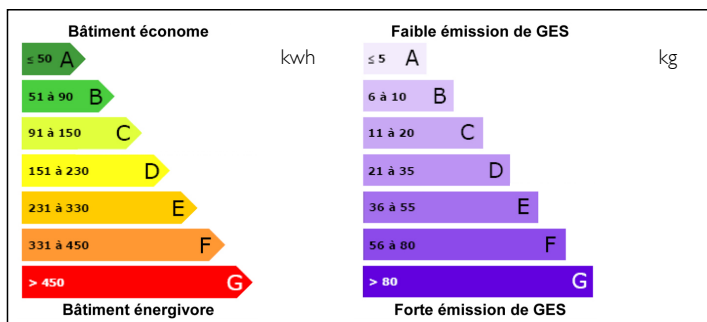 Bâtiment économe
kwh
≤ 50 A
51 à 90 B
91 à 150 C
151 à 230 D
231 à 330 E
331 à 450 F
> 450 G
Bâtiment énergivore
Faible émission de GES
kg
≤ 5 A
6 à 10 B
11 à 20 C
21 à 35 D
36 à 55 E
56 à 80 F
> 80 G
Forte émission de GES